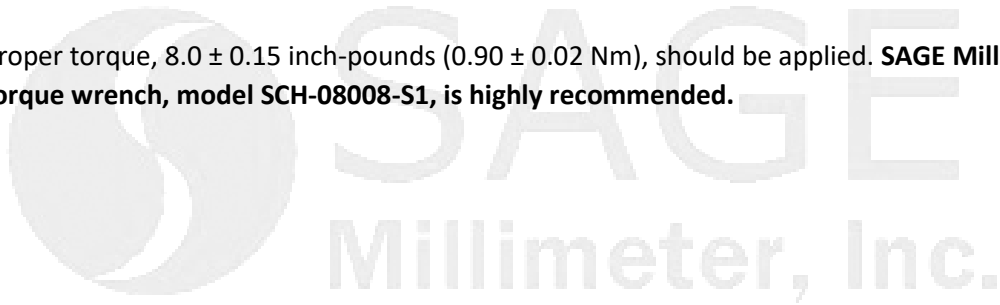 roper torque, 8.0 ± 0.15 inch-pounds (0.90 ± 0.02 Nm), should be applied. SAGE Mill
orque wrench, model SCH-08008-S1, is highly recommended.
SAGE
Millimeter, Inc.